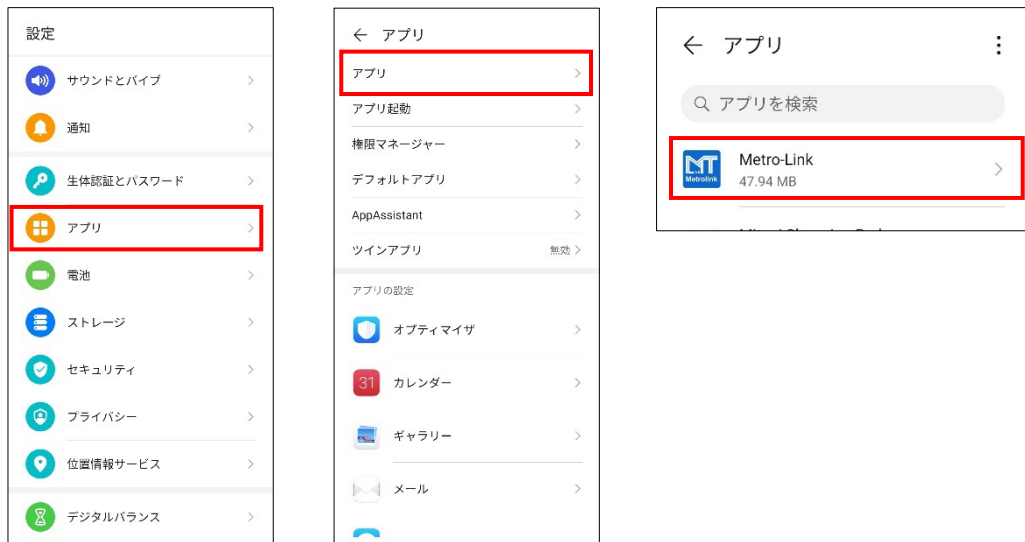 設定
サウンドとバイブ
通知
生体認証とパスワード
アプリ
電池
ストレージ
セキュリティ
プライバシー
位置情報サービス
デジタルバランス
アプリ
アプリ
アプリ起動
権限マネージャー
デフォルトアプリ
AppAssistant
ツインアプリ 無効
アプリの設定
オプティマイザ
31 カレンダー
ギャラリー
メール
アプリ
アプリを検索
MT
Metrolink
Metro-Link
47.94 MB